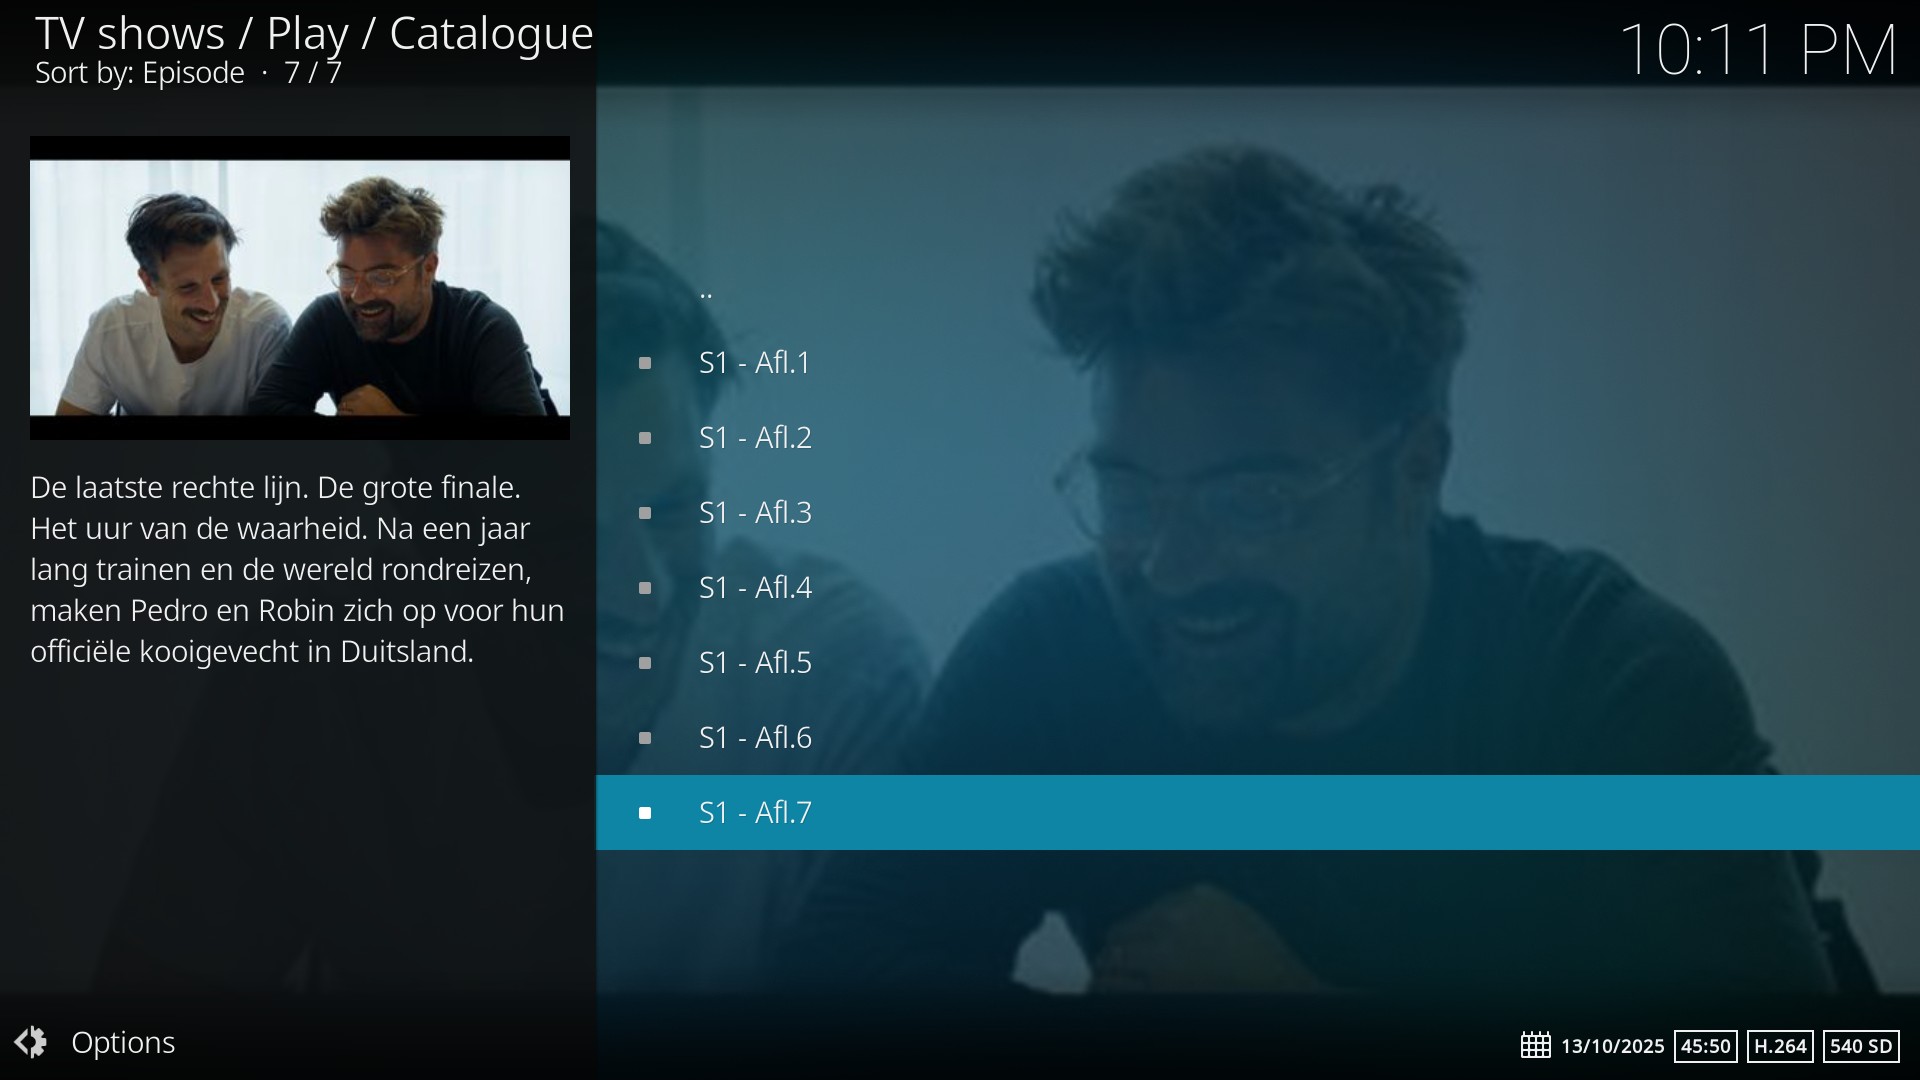 TV shows / Play / Catalogue
Sort by: Episode · 7 / 7
10:11 PM
De laatste rechte lijn. De grote finale.
Het uur van de waarheid. Na een jaar
lang trainen en de wereld rondreizen,
maken Pedro en Robin zich op voor hun
officiële kooigevecht in Duitsland.
..
S1 - Afl.1
S1 - Afl.2
S1 - Afl.3
S1 - Afl.4
S1 - Afl.5
S1 - Afl.6
S1 - Afl.7
Options
13/10/2025 45:50 H.264 540 SD